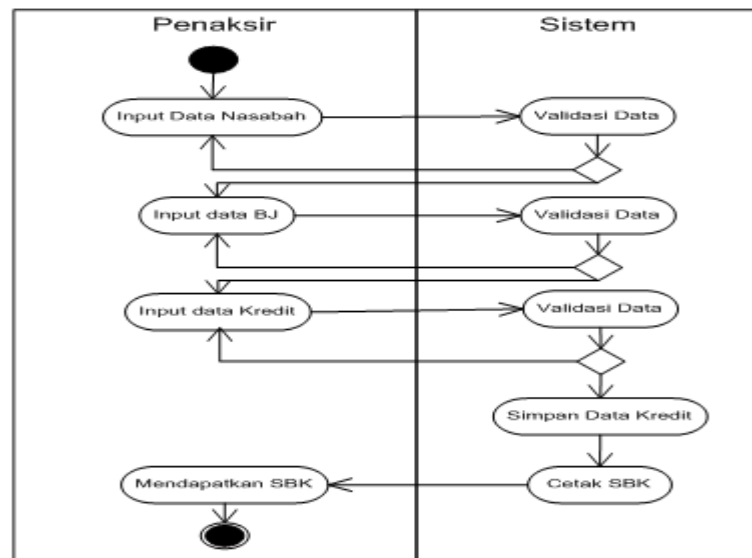 Penaksir
Sistem
Input Data Nasabah
Validasi Data
Input data BJ
Validasi Data
Input data Kredit
Validasi Data
Simpan Data Kredit
Mendapatkan SBK
Cetak SBK